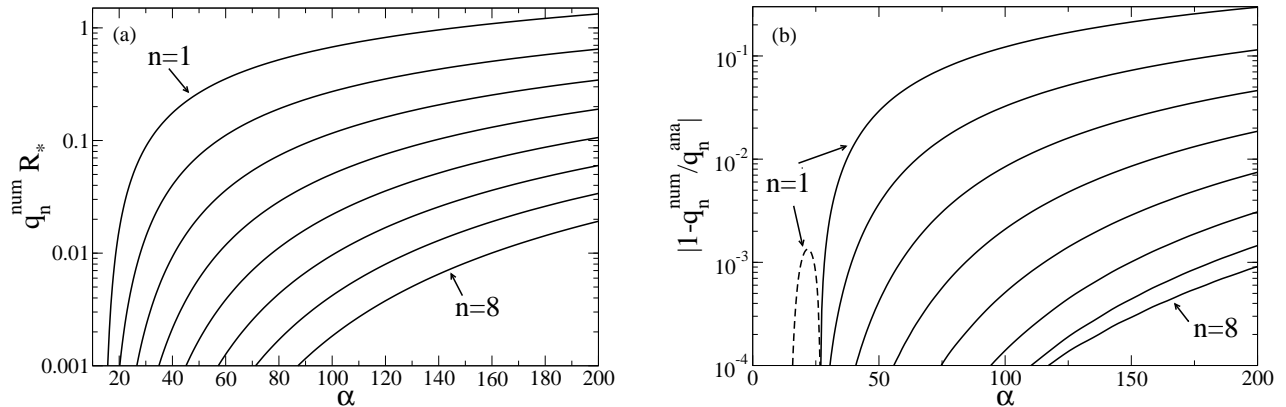 (a)
n=1
n=8
q_n^num R_*
1
0.1
0.01
0.001
20 40 60 80 100 120 140 160 180 200
α
(b)
n=1
n=8
|1-q_n^num/q_n^ana|
10^-1
10^-2
10^-3
10^-4
0 50 100 150 200
α